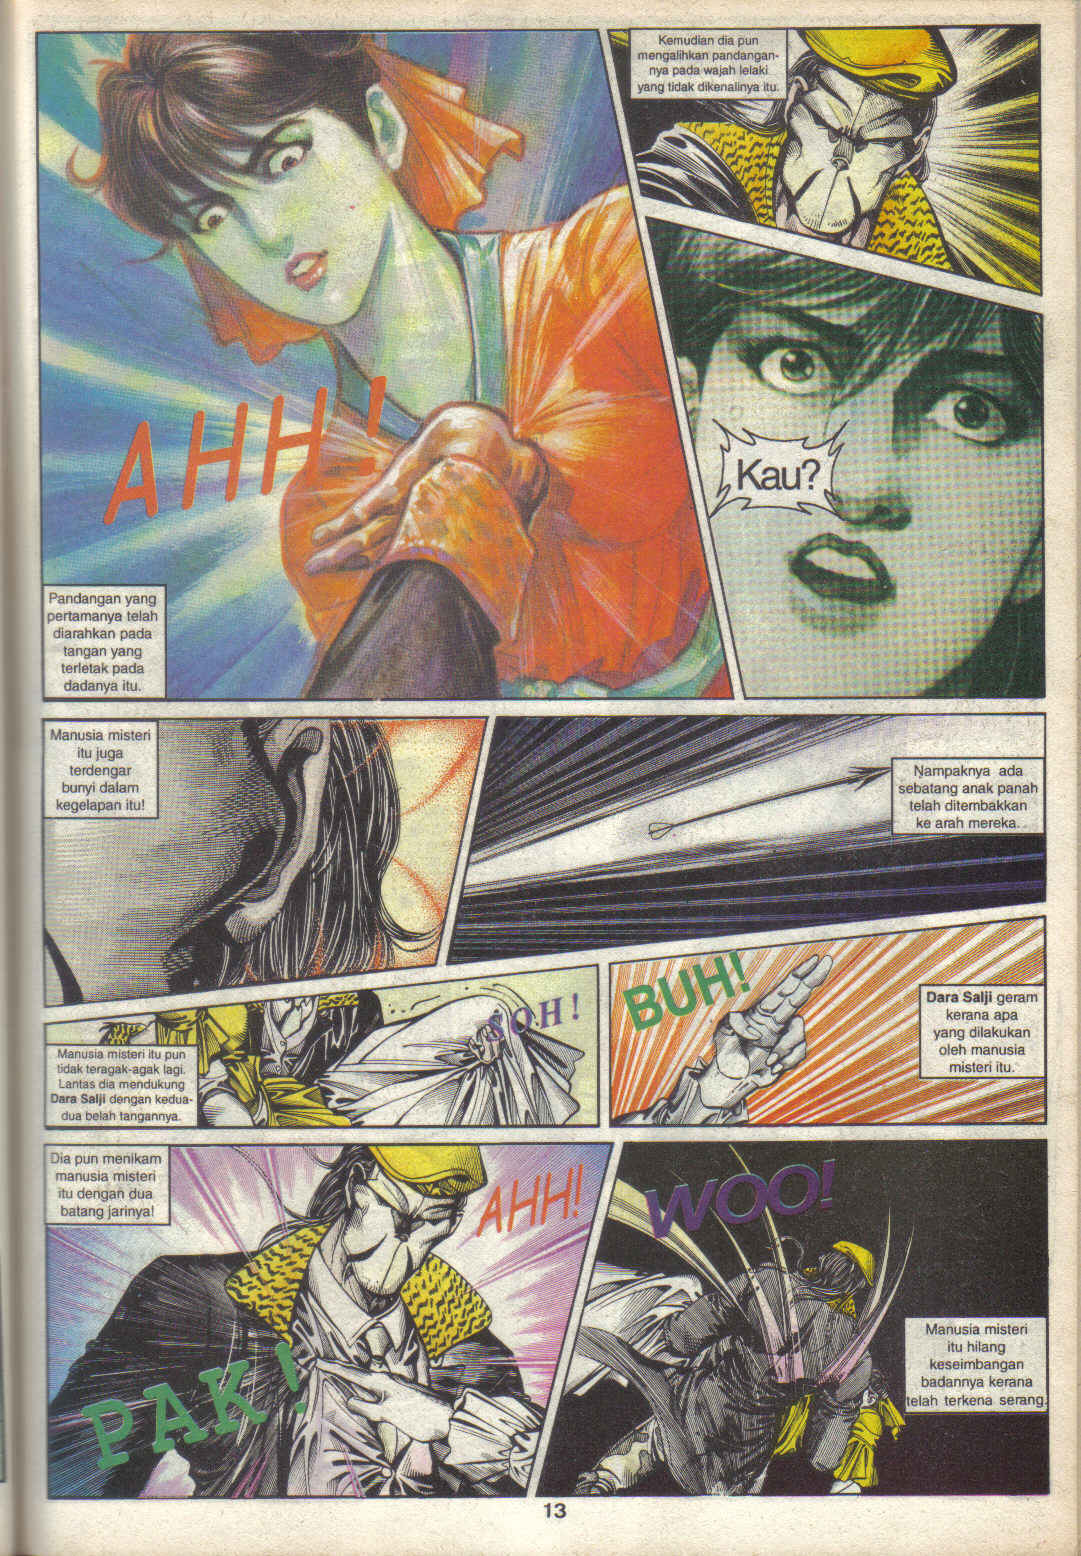 AHH!
Pandangan yang
pertamanya telah
diarahkan pada
tangan yang
terletak pada
dadanya itu.
Kemudian dia pun
mengalihkan pandangan-
nya pada wajah lelaki
yang tidak dikenalinya itu.
Kau?
Manusia misteri
itu juga
terdengar
bunyi dalam
kegelapan itu!
Nampaknya ada
sebatang anak panah
telah ditembakkan
ke arah mereka.
Manusia misteri itu pun
tidak teragak-agak lagi.
Lantas dia mendukung
Dara Salji dengan kedua-
dua belah tangannya.
SOH!
BUH!
Dara Salji geram
kerana apa
yang dilakukan
oleh manusia
misteri itu.
Dia pun menikam
manusia misteri
itu dengan dua
batang jarinya!
AHH!
PAK!
WOO!
Manusia misteri
itu hilang
keseimbangan
badannya kerana
telah terkena serang.
13